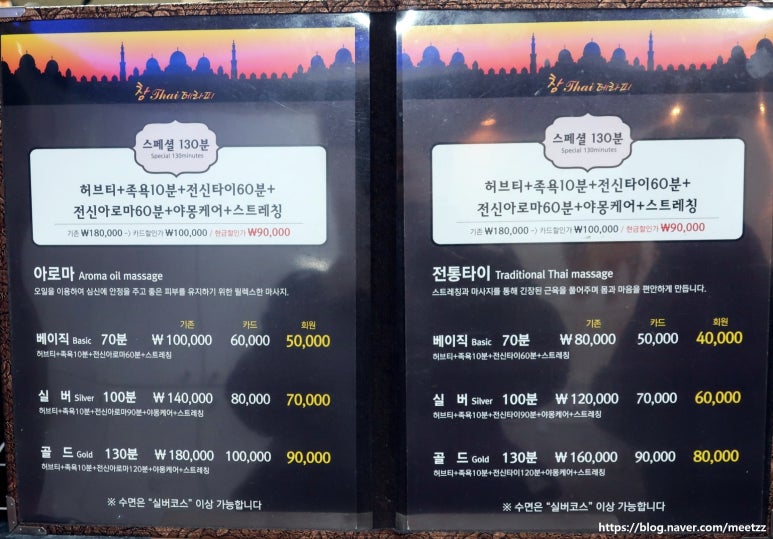 창 Thai 테라피
스페셜 130분
Special 130minutes
허브티+족욕10분+전신타이60분+
전신아로마60분+야몽케어+스트레칭
기존 ₩180,000 -> 카드할인가 ₩100,000 / 현금할인가 ₩90,000
아로마 Aroma oil massage
오일을 이용하여 심신에 안정을 주고 좋은 피부를 유지하기 위한 릴렉스한 마사지.
기존 카드 회원
베이직 Basic 70분 ₩ 100,000 60,000 50,000
허브티+족욕10분+전신아로마60분+스트레칭
실 버 Silver 100분 ₩ 140,000 80,000 70,000
허브티+족욕10분+전신아로마90분+야몽케어+스트레칭
골 드 Gold 130분 ₩ 180,000 100,000 90,000
허브티+족욕10분+전신아로마120분+야몽케어+스트레칭
※ 수면은 "실버코스" 이상 가능합니다
창 Thai 테라피
스페셜 130분
Special 130minutes
허브티+족욕10분+전신타이60분+
전신아로마60분+야몽케어+스트레칭
기존 ₩180,000 -> 카드할인가 ₩100,000 / 현금할인가 ₩90,000
전통타이 Traditional Thai massage
스트레칭과 마사지를 통해 긴장된 근육을 풀어주며 몸과 마음을 편안하게 만듭니다.
기존 카드 회원
베이직 Basic 70분 ₩ 80,000 50,000 40,000
허브티+족욕10분+전신타이60분+스트레칭
실 버 Silver 100분 ₩ 120,000 70,000 60,000
허브티+족욕10분+전신타이90분+야몽케어+스트레칭
골 드 Gold 130분 ₩ 160,000 90,000 80,000
허브티+족욕10분+전신타이120분+야몽케어+스트레칭
※ 수면은 "실버코스" 이상 가능합니다
https://blog.naver.com/meetzz